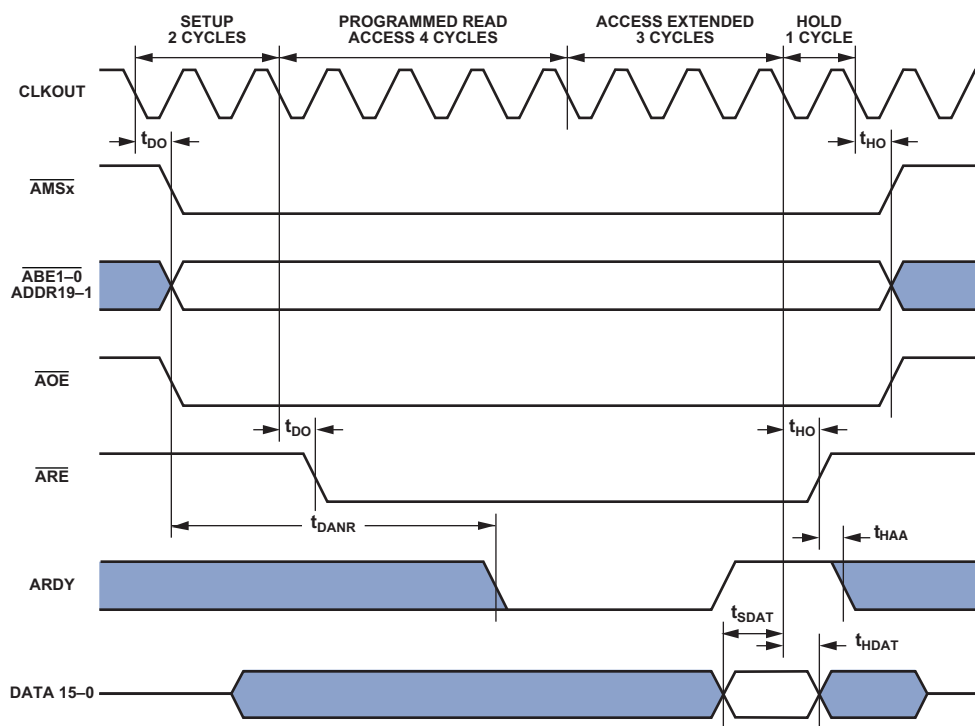 SETUP
2 CYCLES
PROGRAMMED READ
ACCESS 4 CYCLES
ACCESS EXTENDED
3 CYCLES
HOLD
1 CYCLE
CLKOUT
tDO
tHO
AMSx
ABE1–0
ADDR19–1
AOE
tDO
tHO
ARE
tDANR
tHAA
ARDY
tSDAT
tHDAT
DATA 15–0